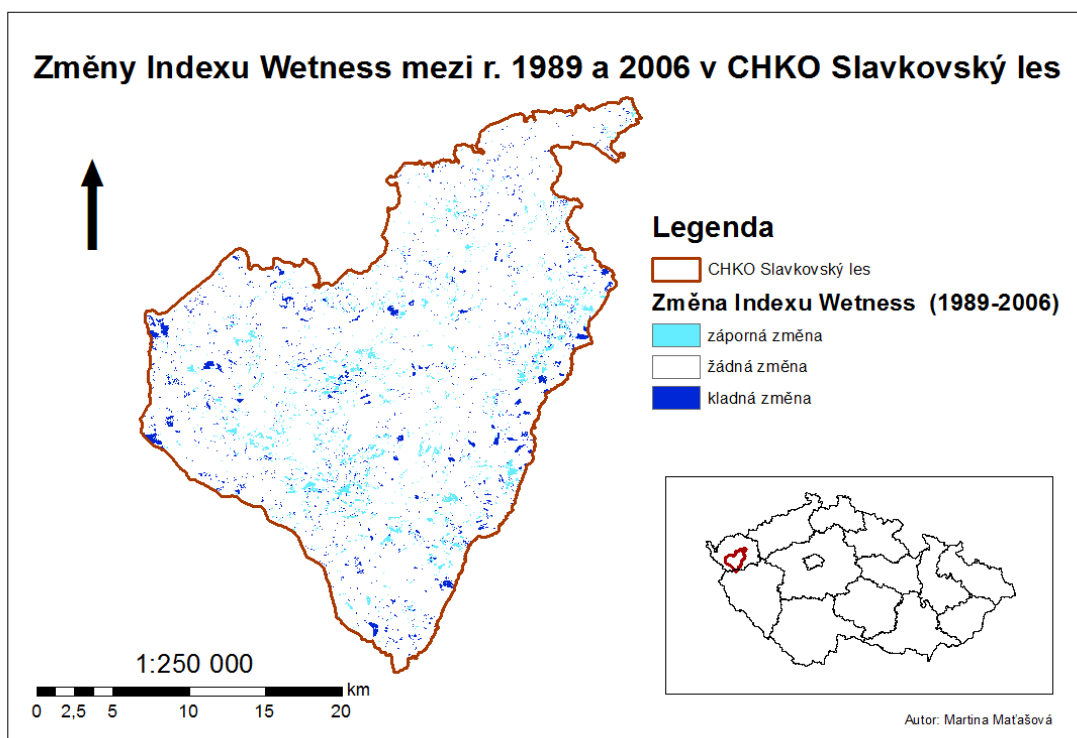 Změny Indexu Wetness mezi r. 1989 a 2006 v CHKO Slavkovský les
Legenda
CHKO Slavkovský les
Změna Indexu Wetness (1989-2006)
záporná změna
žádná změna
kladná změna
1:250 000
km
0 2,5 5 10 15 20
Autor: Martina Maťašová